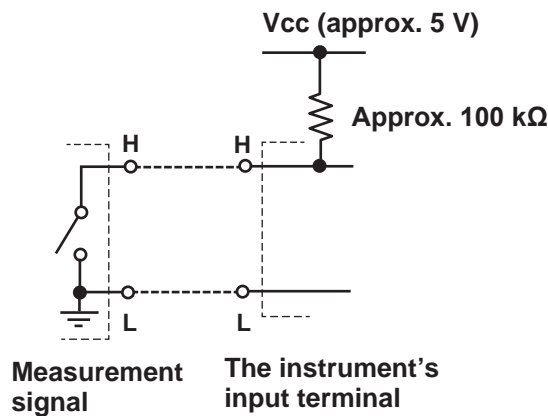 Vcc (approx. 5 V)
Approx. 100 kΩ
H
H
L
L
Measurement
signal
The instrument's
input terminal